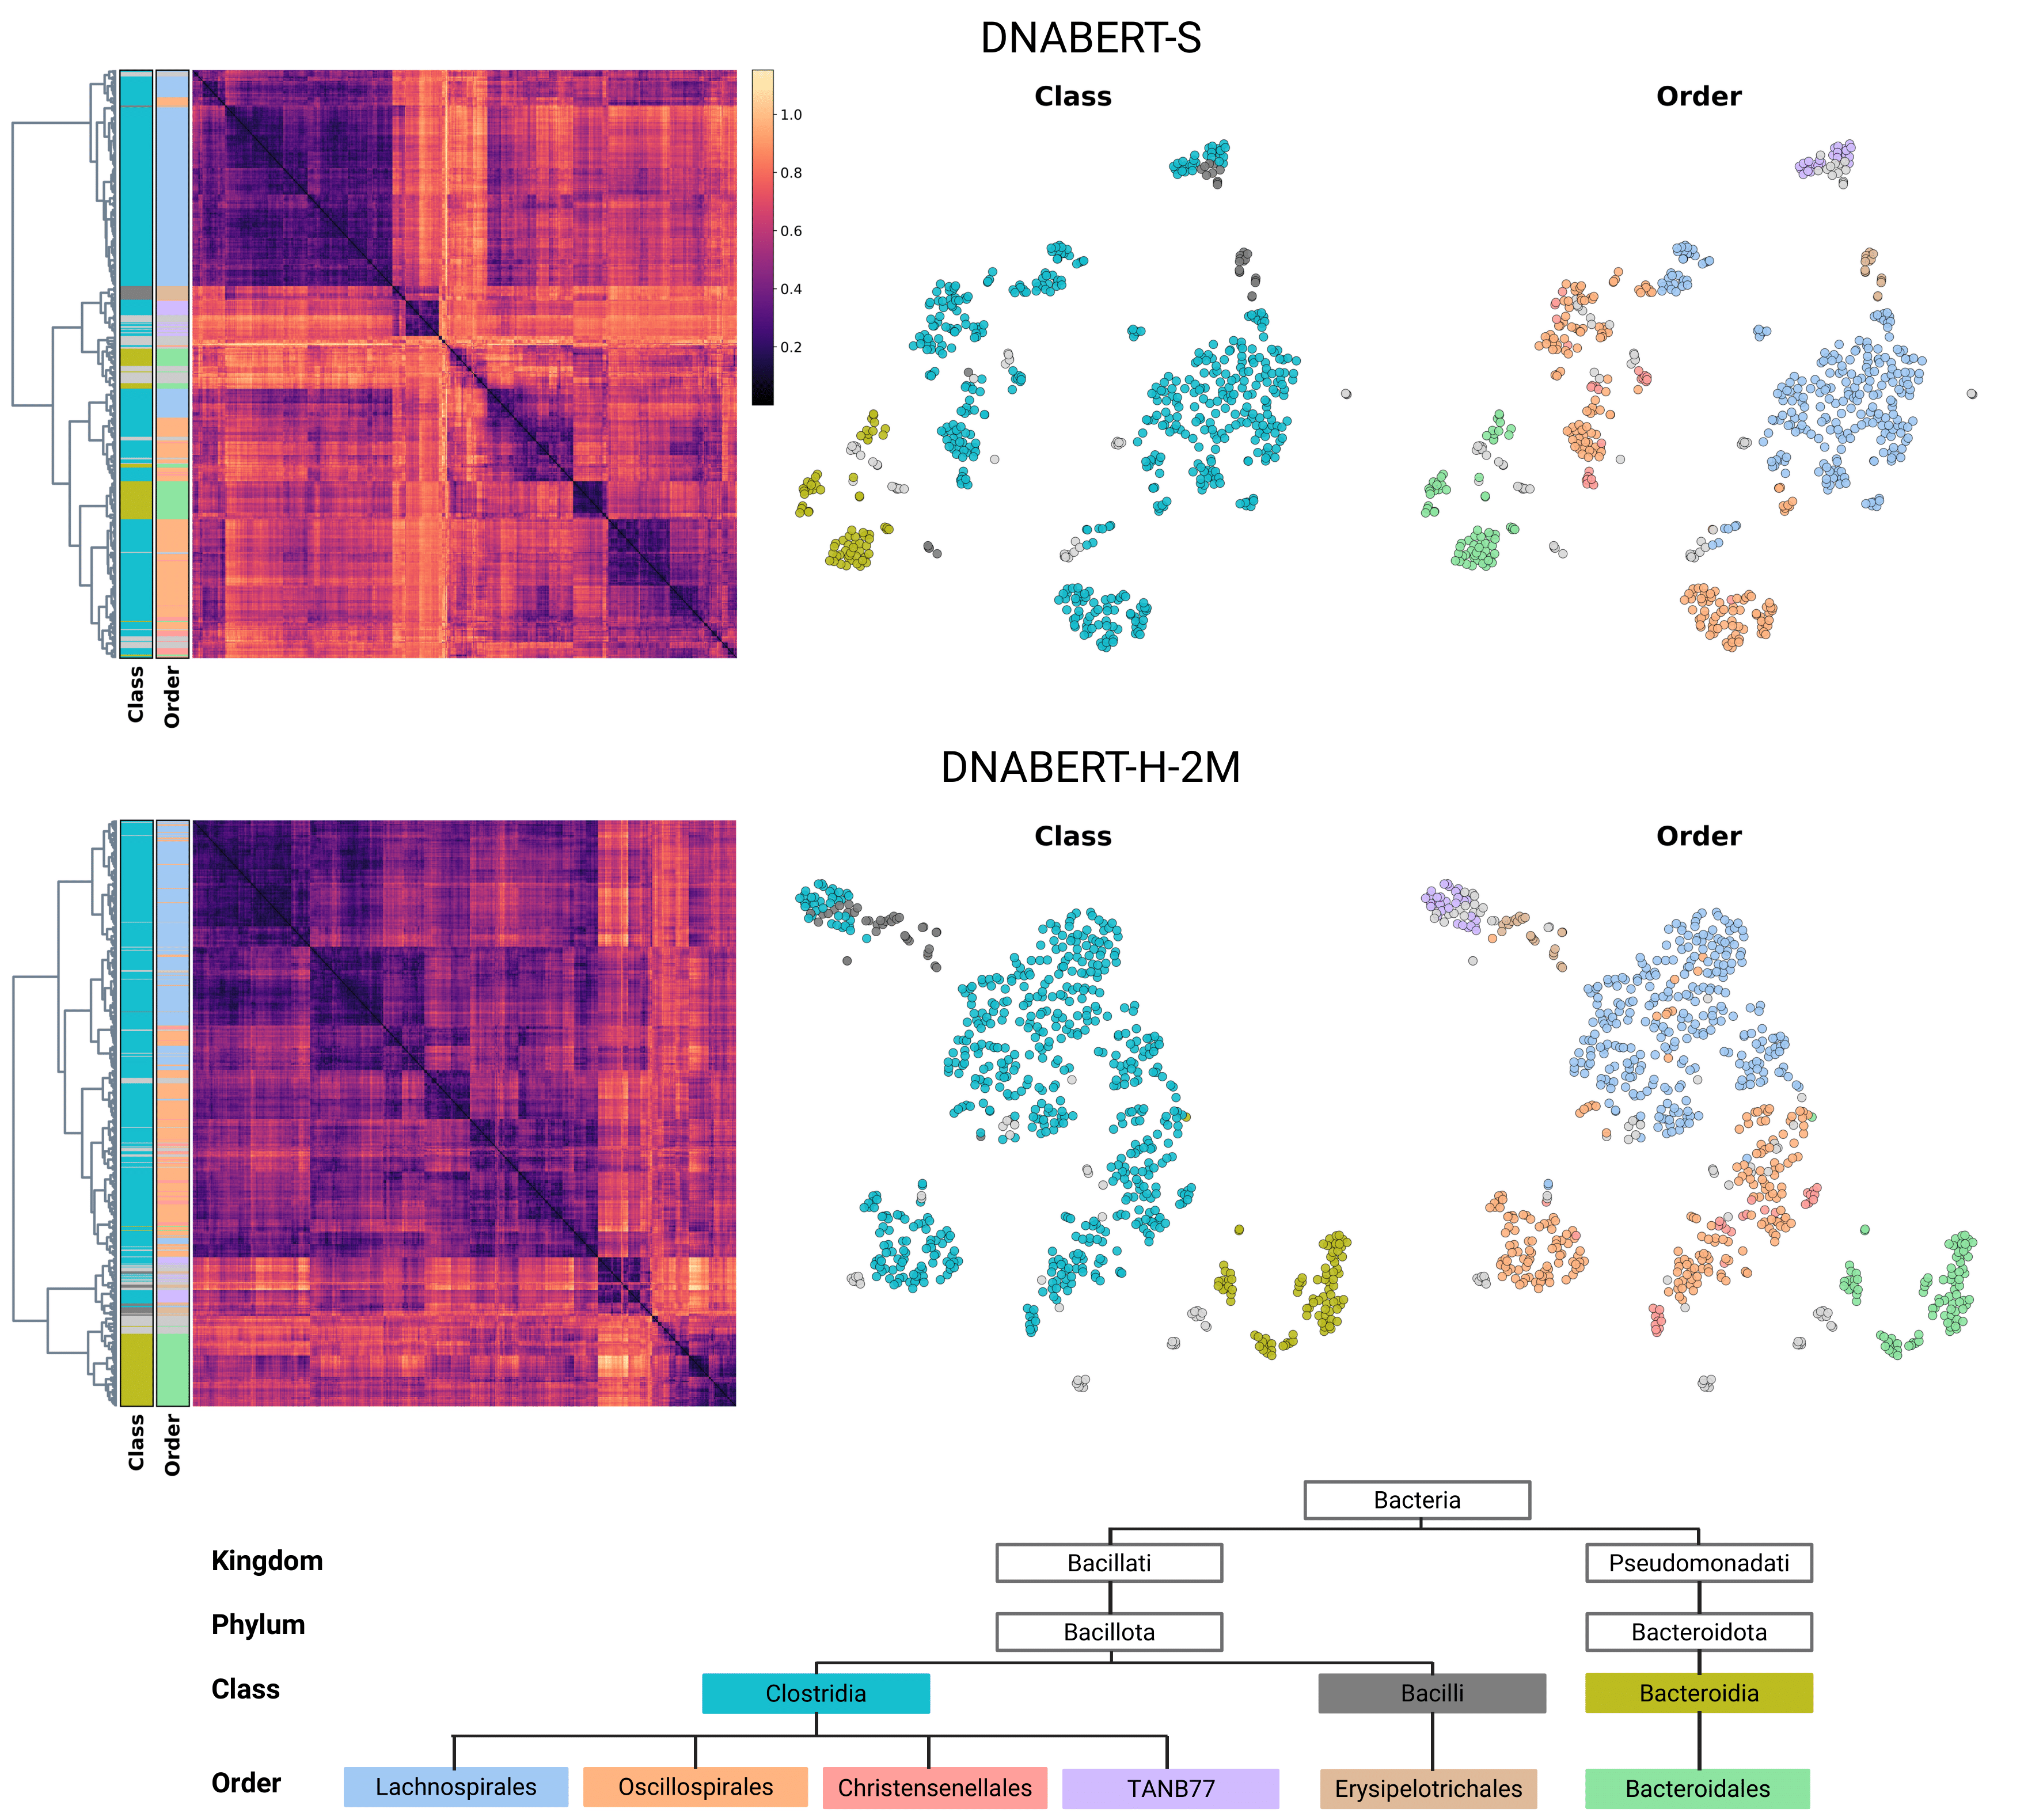 DNABERT-S
Class
Order
1.0
0.8
0.6
0.4
0.2
Class
Order
DNABERT-H-2M
Class
Order
Class
Order
Bacteria
Kingdom
Bacillati
Pseudomonadati
Phylum
Bacillota
Bacteroidota
Class
Clostridia
Bacilli
Bacteroidia
Order
Lachnospirales
Oscillospirales
Christensenellales
TANB77
Erysipelotrichales
Bacteroidales